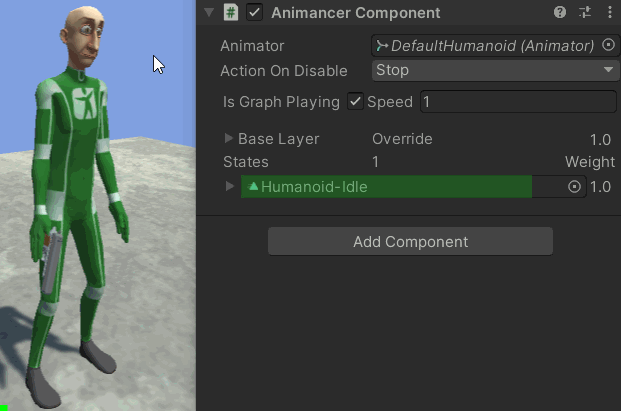 Animancer Component
Animator DefaultHumanoid (Animator)
Action On Disable Stop
Is Graph Playing Speed 1
Base Layer Override 1.0
States 1 Weight
Humanoid-Idle 1.0
Add Component